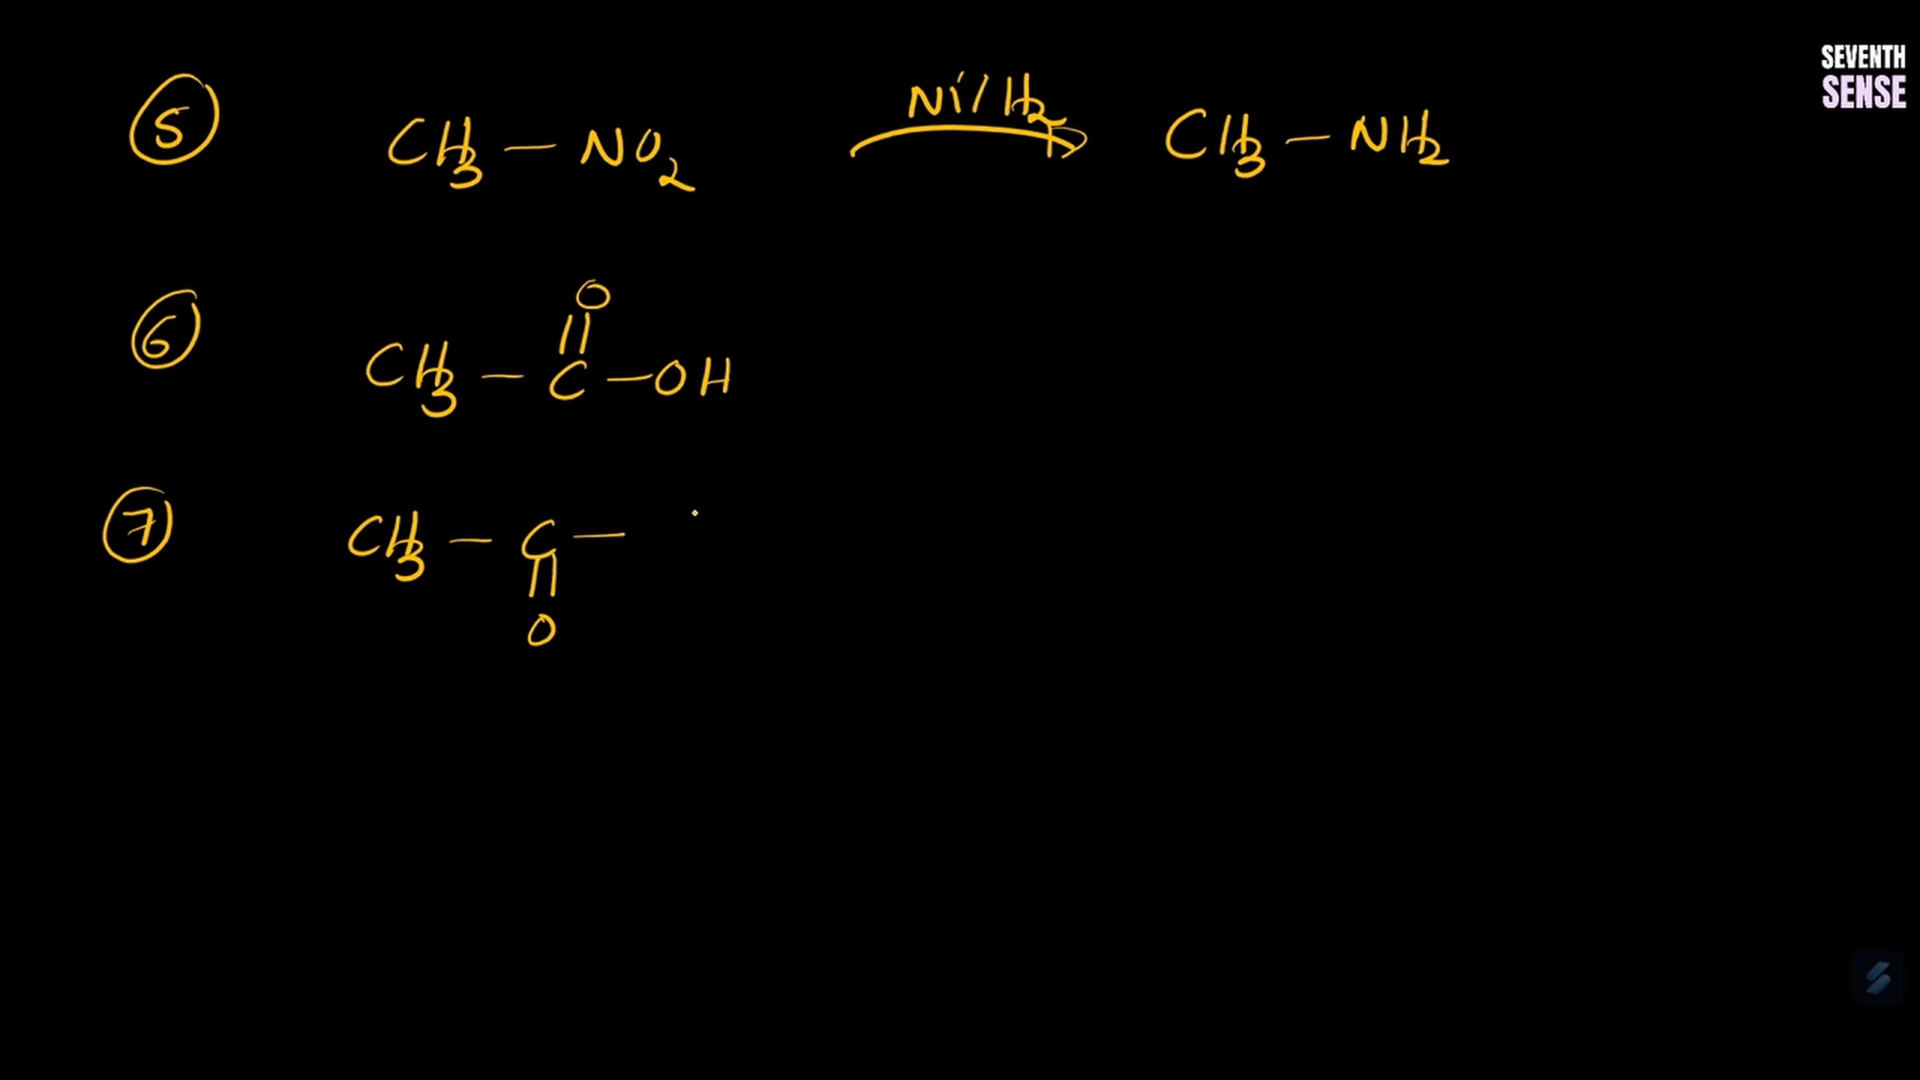 SEVENTH
SENSE
5 CH3 - NO2 Ni/H2 CH3 - NH2
O
||
6 CH3 - C - OH
7 CH3 - C -
||
O